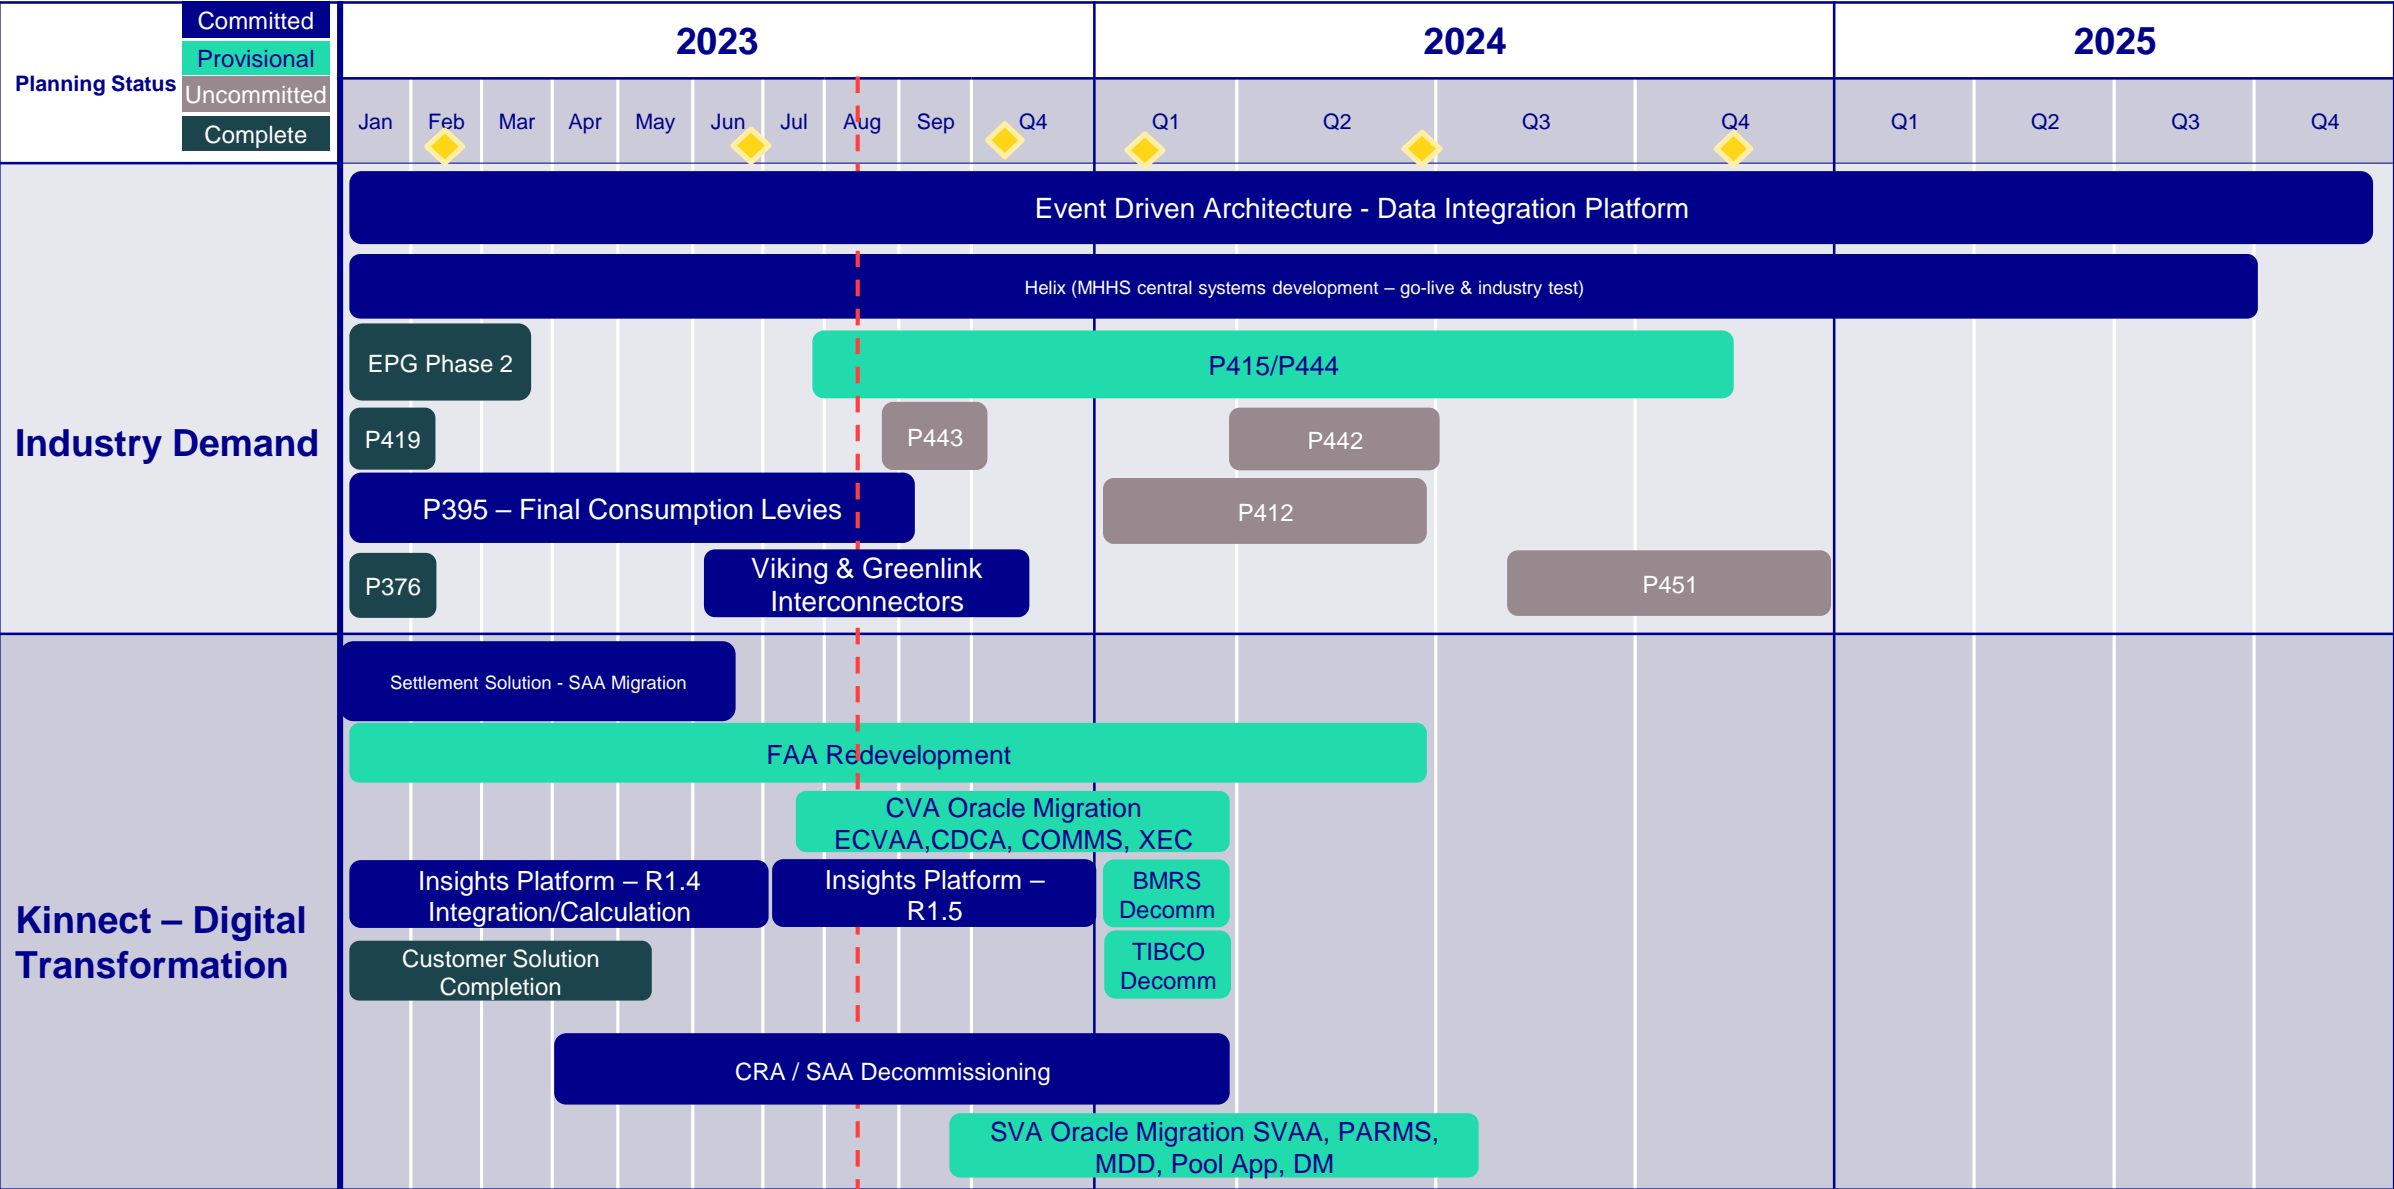 Planning Status
Committed
Provisional
Uncommitted
Complete
2023
2024
2025
Jan
Feb
Mar
Apr
May
Jun
Jul
Aug
Sep
Q4
Q1
Q2
Q3
Q4
Q1
Q2
Q3
Q4
Industry Demand
Event Driven Architecture - Data Integration Platform
Helix (MHHS central systems development – go-live & industry test)
EPG Phase 2
P415/P444
P419
P443
P442
P395 – Final Consumption Levies
P412
P376
Viking & Greenlink
Interconnectors
P451
Kinnect – Digital
Transformation
Settlement Solution - SAA Migration
FAA Redevelopment
CVA Oracle Migration
ECVAA,CDCA, COMMS, XEC
Insights Platform – R1.4
Integration/Calculation
Insights Platform –
R1.5
BMRS
Decomm
Customer Solution
Completion
TIBCO
Decomm
CRA / SAA Decommissioning
SVA Oracle Migration SVAA, PARMS,
MDD, Pool App, DM